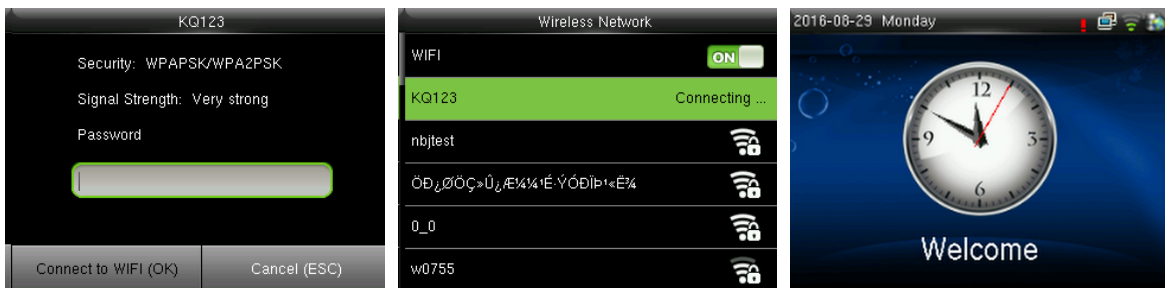 KQ123
Security: WPAPSK/WPA2PSK
Signal Strength: Very strong
Password
Connect to WIFI (OK)
Cancel (ESC)
Wireless Network
WIFI
ON
KQ123
Connecting ...
nbjtest
ÖÐ¿ØÖÇ»Û¿Æ¼¼¹É·ÝÓÐÏÞ¹«Ë¾
0_0
w0755
2016-08-29 Monday
12
9
3
6
Welcome